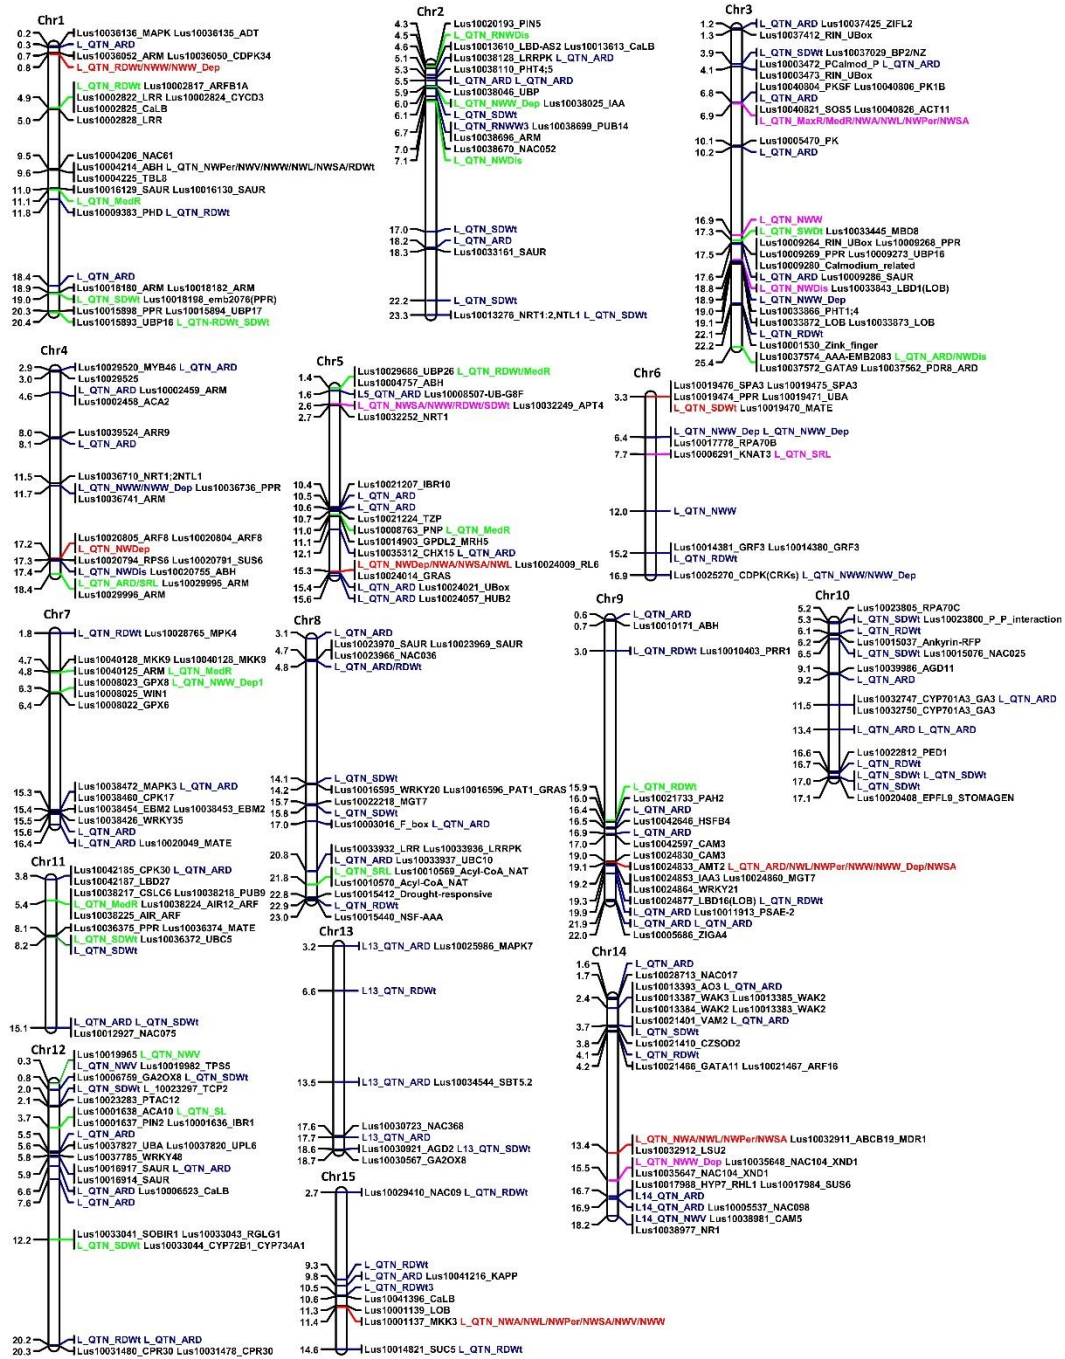 Chr1
0.2 Lus10036136_MAPK Lus10036135_ADT
0.3 L_QTN_ARD
0.7 Lus10036052_ARM Lus10036050_CDPK34
0.8 L_QTN_RDWt/NWW/NWW_Dep
L_QTN_RDWt Lus10002817_ARFB1A
4.9 Lus10002822_LRR Lus10002824_CYCD3
Lus10002825_CaLB
5.0 Lus10002828_LRR
9.5 Lus10004206_NAC61
9.6 Lus10004214_ABH L_QTN_NWPer/NWV/NWW/NWL/NWSA/RDWt
Lus10004225_TBL8
11.0 Lus10016129_SAUR Lus10016130_SAUR
11.1 L_QTN_MedR
11.8 Lus10009383_PHD L_QTN_RDWt
18.4 L_QTN_ARD
18.9 Lus10018180_ARM Lus10018182_ARM
19.0 L_QTN_SDWt Lus10018198_emb2076(PPR)
20.3 Lus10015898_PPR Lus10015894_UBP17
20.4 Lus10015893_UBP16 L_QTN-RDWt_SDWt
Chr2
4.3 Lus10020193_PIN5
4.5 L_QTN_RNWDis
4.6 Lus10013610_LBD-AS2 Lus10013613_CaLB
5.1 Lus10038128_LRRPK L_QTN_ARD
5.3 Lus10038110_PHT4;5
5.5 L_QTN_ARD L_QTN_ARD
5.9 Lus10038046_UBP
6.0 L_QTN_NWW_Dep Lus10038025_IAA
6.1 L_QTN_SDWt
6.7 L_QTN_RNWW3 Lus10038699_PUB14
Lus10038696_ARM
7.0 Lus10038670_NAC052
7.1 L_QTN_NWDis
17.0 L_QTN_SDWt
18.2 L_QTN_ARD
18.3 Lus10033161_SAUR
22.2 L_QTN_SDWt
23.3 Lus10013276_NRT1:2,NTL1 L_QTN_SDWt
Chr3
1.2 L_QTN_ARD Lus10037425_ZIFL2
1.3 Lus10037412_RIN_UBox
3.9 L_QTN_SDWt Lus10037029_BP2/NZ
4.1 Lus10003472_PCalmod_P L_QTN_ARD
Lus10003473_RIN_UBox
6.8 Lus10040804_PKSF Lus10040806_PK1B
L_QTN_ARD
6.9 Lus10040821_SOS5 Lus10040826_ACT11
L_QTN_MaxR/MedR/NWA/NWL/NWPer/NWSA
10.1 Lus10005470_PK
10.2 L_QTN_ARD
16.9 L_QTN_NWW
17.3 L_QTN_SWDt Lus10033445_MBD8
Lus10009264_RIN_UBox Lus10009268_PPR
17.5 Lus10009269_PPR Lus10009273_UBP16
Lus10009280_Calmodium_related
17.6 L_QTN_ARD Lus10009286_SAUR
18.8 L_QTN_NWDis Lus10033843_LBD1(LOB)
18.9 L_QTN_NWW_Dep
19.0 Lus10033866_PHT1;4
19.1 Lus10033872_LOB Lus10033873_LOB
22.1 L_QTN_RDWt
22.2 Lus10001530_Zink_finger
25.4 Lus10037574_AAA-EMB2083 L_QTN_ARD/NWDis
Lus10037572_GATA9 Lus10037562_PDR8_ARD
Chr4
2.9 Lus10029520_MYB46 L_QTN_ARD
3.0 Lus10029525
4.6 L_QTN_ARD Lus10002459_ARM
Lus10002458_ACA2
8.0 Lus10039524_ARR9
8.1 L_QTN_ARD
11.5 Lus10036710_NRT1;2NTL1
11.7 L_QTN_NWW/NWW_Dep Lus10036736_PPR
Lus10036741_ARM
17.2 Lus10020805_ARF8 Lus10020804_ARF8
L_QTN_NWDep
17.3 Lus10020794_RPS6 Lus10020791_SUS6
17.4 L_QTN_NWDis Lus10020755_ABH
18.4 L_QTN_ARD/SRL Lus10029995_ARM
Lus10029996_ARM
Chr5
1.4 Lus10029686_UBP26 L_QTN_RDWt/MedR
Lus10004757_ABH
1.6 L5_QTN_ARD Lus10008507-UB-G8F
2.6 L_QTN_NWSA/NWW/RDWt/SDWt Lus10032249_APT4
2.7 Lus10032252_NRT1
10.4 Lus10021207_IBR10
10.5 L_QTN_ARD
10.6 L_QTN_ARD
10.7 Lus10021224_TZP
11.0 Lus10008763_PNP L_QTN_MedR
11.1 Lus10014903_GPDL2_MRH5
12.1 Lus10035312_CHX15 L_QTN_ARD
15.3 L_QTN_NWDep/NWA/NWSA/NWL Lus10024009_RL6
Lus10024014_GRAS
15.4 L_QTN_ARD Lus10024021_UBox
15.6 L_QTN_ARD Lus10024057_HUB2
Chr6
3.3 Lus10019476_SPA3 Lus10019475_SPA3
Lus10019474_PPR Lus10019471_UBA
L_QTN_SDWt Lus10019470_MATE
6.4 L_QTN_NWW_Dep L_QTN_NWW_Dep
Lus10017778_RPA70B
7.7 Lus10006291_KNAT3 L_QTN_SRL
12.0 L_QTN_NWW
15.2 Lus10014381_GRF3 Lus10014380_GRF3
L_QTN_RDWt
16.9 Lus10025270_CDPK(CRKs) L_QTN_NWW/NWW_Dep
Chr7
1.8 L_QTN_RDWt Lus10028765_MPK4
4.7 Lus10040128_MKK9 Lus10040128_MKK9
4.8 Lus10040125_ARM L_QTN_MedR
6.3 Lus10008023_GPX8 L_QTN_NWW_Dep1
Lus10008025_WIN1
6.4 Lus10008022_GPX6
15.3 Lus10038472_MAPK3 L_QTN_ARD
Lus10038460_CPK17
15.4 Lus10038454_EBM2 Lus10038453_EBM2
15.5 Lus10038426_WRKY35
15.6 L_QTN_ARD
16.4 L_QTN_ARD Lus10020049_MATE
Chr8
3.1 L_QTN_ARD
4.7 Lus10023970_SAUR Lus10023969_SAUR
Lus10023966_NAC036
4.8 L_QTN_ARD/RDWt
14.1 L_QTN_SDWt
14.2 Lus10016595_WRKY20 Lus10016596_PAT1_GRAS
15.7 Lus10022218_MGT7
15.8 L_QTN_SDWt
17.0 Lus10003016_F_box L_QTN_ARD
20.8 Lus10033932_LRR Lus10033936_LRRPK
L_QTN_ARD Lus10033937_UBC10
21.8 L_QTN_SRL Lus10010569_Acyl-CoA_NAT
Lus10010570_Acyl-CoA_NAT
22.8 Lus10015412_Drought-responsive
22.9 L_QTN_RDWt
23.0 Lus10015440_NSF-AAA
Chr9
0.6 L_QTN_ARD
0.7 Lus10010171_ABH
3.0 L_QTN_RDWt Lus10010403_PRR1
15.9 L_QTN_RDWt
16.0 Lus10021733_PAH2
16.4 L_QTN_ARD
16.5 Lus10042646_HSFB4
16.9 L_QTN_ARD
17.0 Lus10042597_CAM3
19.0 Lus10024830_CAM3
19.1 Lus10024833_AMT2 L_QTN_ARD/NWL/NWPer/NWW/NWW_Dep/NWSA
19.2 Lus10024853_IAA3 Lus10024860_MGT7
Lus10024864_WRKY21
19.3 Lus10024877_LBD16(LOB) L_QTN_RDWt
19.9 L_QTN_ARD Lus10011913_PSAE-2
21.9 L_QTN_ARD L_QTN_ARD
22.0 Lus10005686_ZIGA4
Chr10
5.2 Lus10023805_RPA70C
5.3 L_QTN_SDWt Lus10023800_P_P_interaction
6.1 L_QTN_RDWt
6.2 Lus10015037_Ankyrin-RFP
6.5 L_QTN_SDWt Lus10015076_NAC025
9.1 Lus10039986_AGD11
9.2 L_QTN_ARD
11.5 Lus10032747_CYP701A3_GA3 L_QTN_ARD
Lus10032750_CYP701A3_GA3
13.4 L_QTN_ARD L_QTN_ARD
16.6 Lus10022812_PED1
16.7 L_QTN_RDWt
17.0 L_QTN_SDWt L_QTN_SDWt
L_QTN_SDWt
17.1 Lus10020408_EPFL9_STOMAGEN
Chr11
3.8 Lus10042185_CPK30 L_QTN_ARD
Lus10042187_LBD27
5.4 Lus10038217_CSLC6 Lus10038218_PUB9
L_QTN_MedR Lus10038224_AIR12_ARF
Lus10038225_AIR_ARF
8.1 Lus10036375_PPR Lus10036374_MATE
8.2 L_QTN_SDWt Lus10036372_UBC5
L_QTN_SDWt
15.1 L_QTN_ARD L_QTN_SDWt
Lus10012927_NAC075
Chr12
0.3 Lus10019965 L_QTN_NWV
L_QTN_NWV Lus10019982_TPS5
0.8 Lus10006759_GA2OX8 L_QTN_SDWt
2.0 L_QTN_SDWt L_10023297_TCP2
2.1 Lus10023283_PTAC12
3.7 Lus10001638_ACA10 L_QTN_SL
Lus10001637_PIN2 Lus10001636_IBR1
5.5 L_QTN_ARD
5.6 Lus10037827_UBA Lus10037820_UPL6
5.8 Lus10037785_WRKY48
5.9 Lus10016917_SAUR L_QTN_ARD
Lus10016914_SAUR
6.6 L_QTN_ARD Lus10006523_CaLB
7.6 L_QTN_ARD
12.2 Lus10033041_SOBIR1 Lus10033043_RGLG1
L_QTN_SDWt Lus10033044_CYP72B1_CYP734A1
20.2 L_QTN_RDWt L_QTN_ARD
20.3 Lus10031480_CPR30 Lus10031478_CPR30
Chr13
3.2 L13_QTN_ARD Lus10025986_MAPK7
6.6 L13_QTN_RDWt
13.5 L13_QTN_ARD Lus10034544_SBT5.2
17.6 Lus10030723_NAC368
17.7 L13_QTN_ARD
18.6 Lus10030921_AGD2 L13_QTN_SDWt
18.7 Lus10030567_GA2OX8
Chr14
1.6 L_QTN_ARD
1.7 Lus10028713_NAC017
2.4 Lus10013393_AO3 L_QTN_ARD
Lus10013387_WAK3 Lus10013385_WAK2
Lus10013384_WAK2 Lus10013383_WAK2
3.7 Lus10021401_VAM2 L_QTN_ARD
L_QTN_SDWt
3.8 Lus10021410_CZSOD2
4.1 L_QTN_RDWt
4.2 Lus10021466_GATA11 Lus10021467_ARF16
13.4 L_QTN_NWA/NWL/NWPer/NWSA Lus10032911_ABCB19_MDR1
Lus10032912_LSU2
15.5 L_QTN_NWW_Dep Lus10035648_NAC104_XND1
Lus10035647_NAC104_XND1
16.7 Lus10017988_HYP7_RHL1 Lus10017984_SUS6
L14_QTN_ARD
16.9 L14_QTN_ARD Lus10005537_NAC098
18.2 L14_QTN_NWV Lus10038981_CAM5
Lus10038977_NR1
Chr15
2.7 Lus10029410_NAC09 L_QTN_RDWt
9.3 L_QTN_RDWt
9.8 L_QTN_ARD Lus10041216_KAPP
10.5 L_QTN_RDWt3
10.6 Lus10041396_CaLB
11.3 Lus10001139_LOB
11.4 Lus10001137_MKK3 L_QTN_NWA/NWL/NWPer/NWSA/NWV/NWW
14.6 Lus10014821_SUC5 L_QTN_RDWt